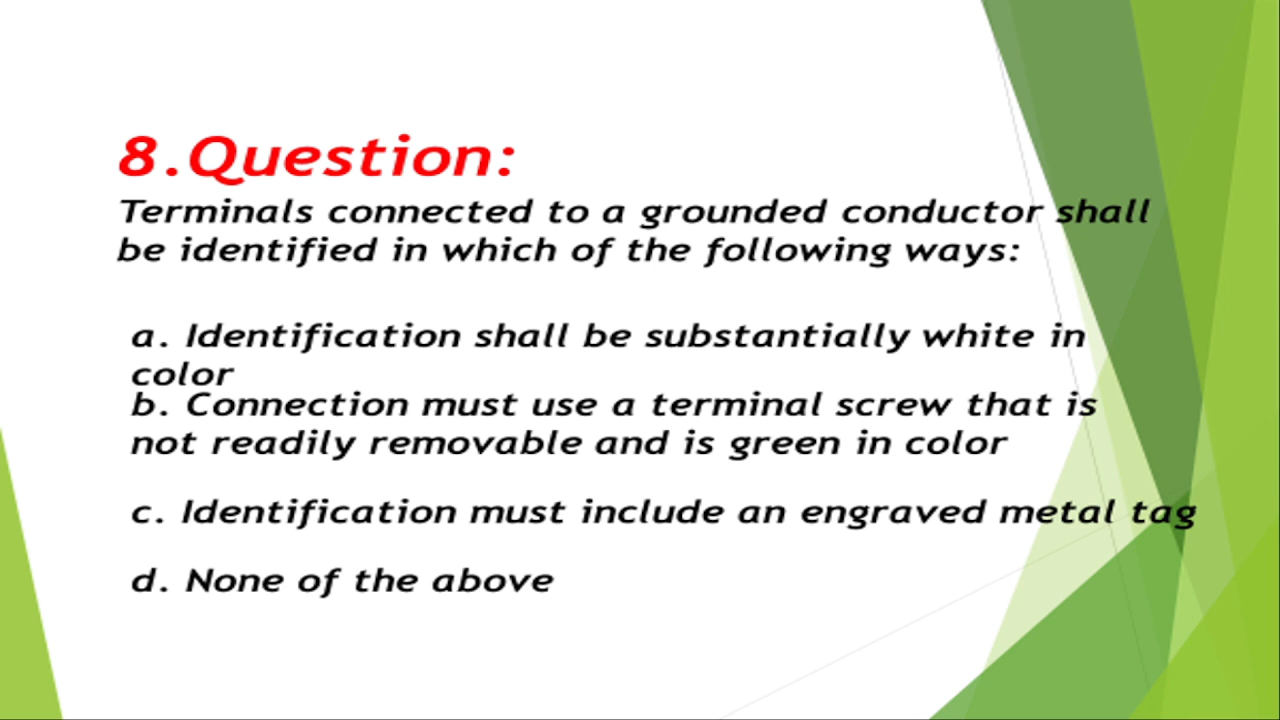 8.Question:
Terminals connected to a grounded conductor shall
be identified in which of the following ways:
a. Identification shall be substantially white in
color
b. Connection must use a terminal screw that is
not readily removable and is green in color
c. Identification must include an engraved metal tag
d. None of the above